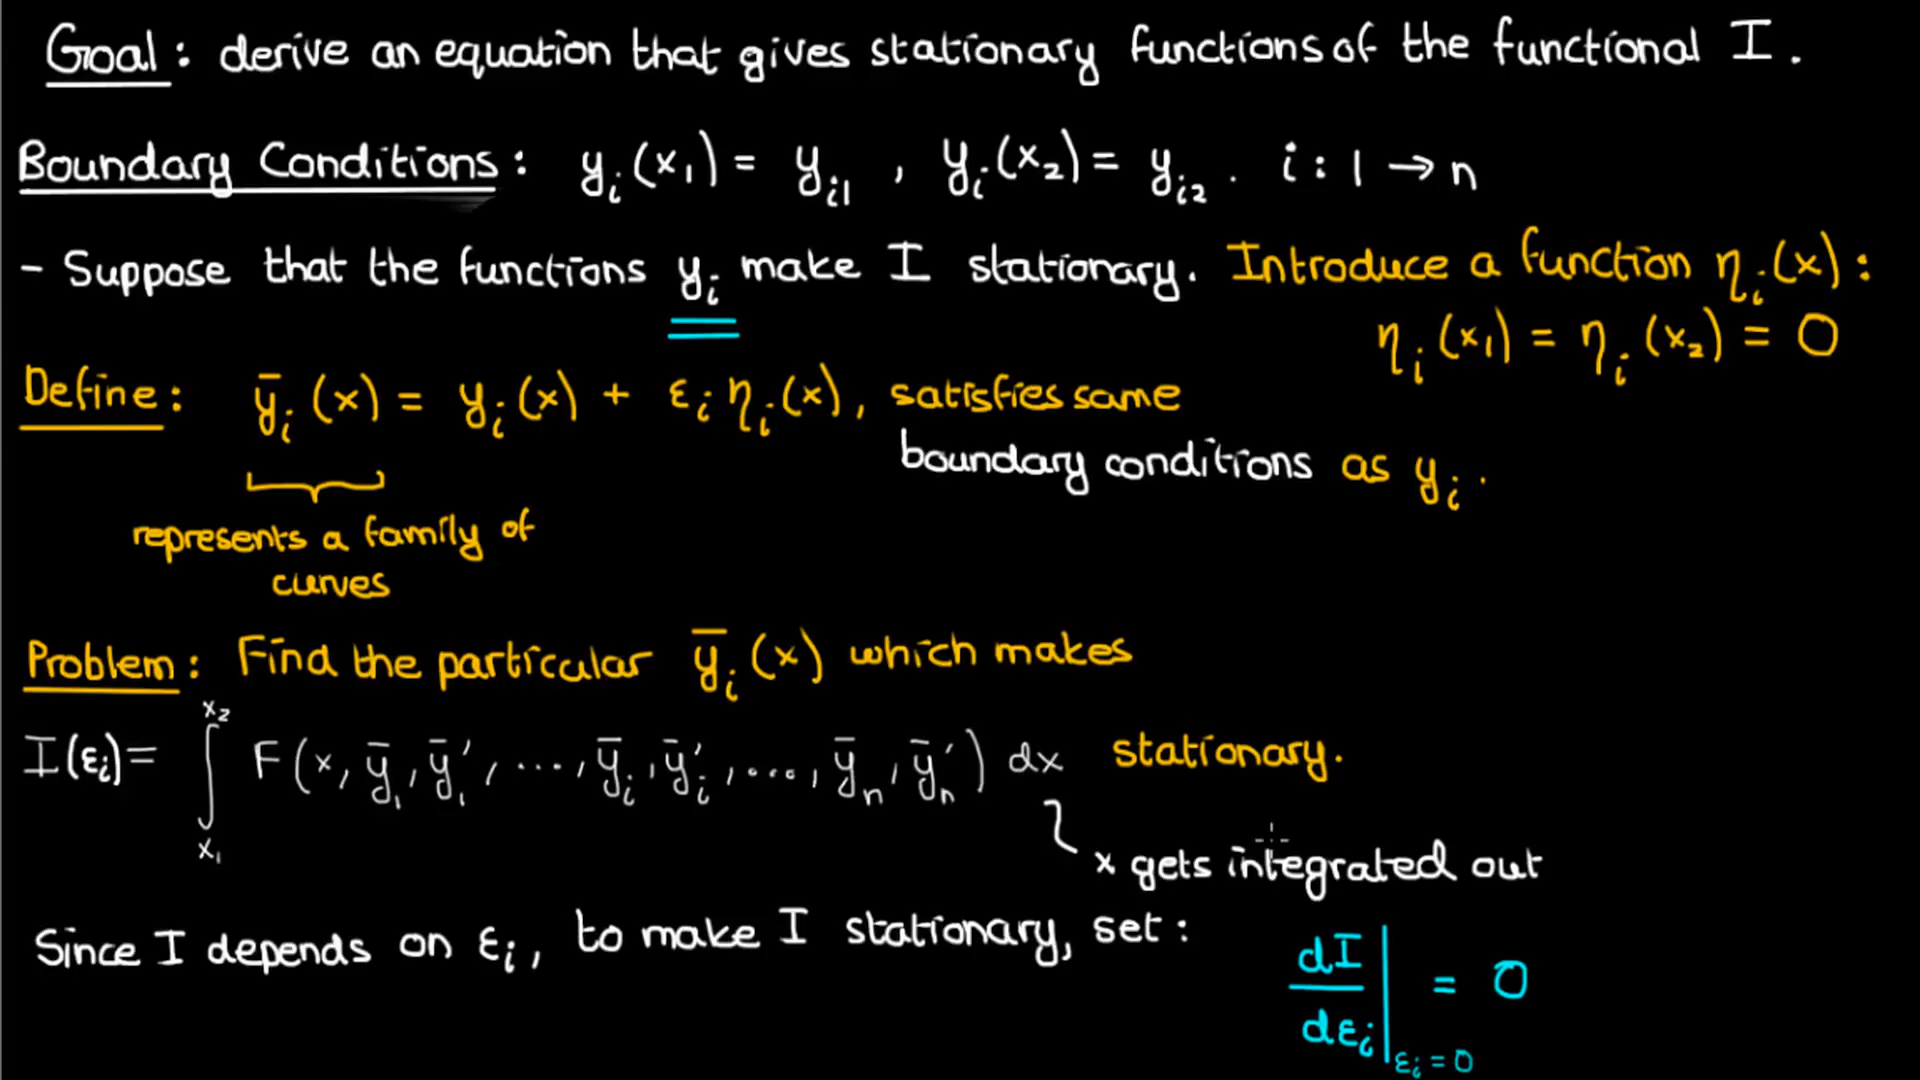 Goal: derive an equation that gives stationary functions of the functional I.
Boundary Conditions: yᵢ(x₁) = yᵢ₁ , yᵢ(x₂) = yᵢ₂. i: 1 → n
- Suppose that the functions yᵢ make I stationary. Introduce a function ηᵢ(x):
ηᵢ(x₁) = ηᵢ(x₂) = 0
Define: ȳᵢ(x) = yᵢ(x) + εᵢ ηᵢ(x), satisfies same
boundary conditions as yᵢ.
represents a family of
curves
Problem: Find the particular ȳᵢ(x) which makes
I(εᵢ) = ∫ₓ₁ˣ² F(x, ȳ₁, ȳ₁′, ..., ȳᵢ, ȳᵢ′, ..., ȳₙ, ȳₙ′) dx stationary.
x gets integrated out
Since I depends on εᵢ, to make I stationary, set:
dI/dεᵢ |εᵢ=0 = 0